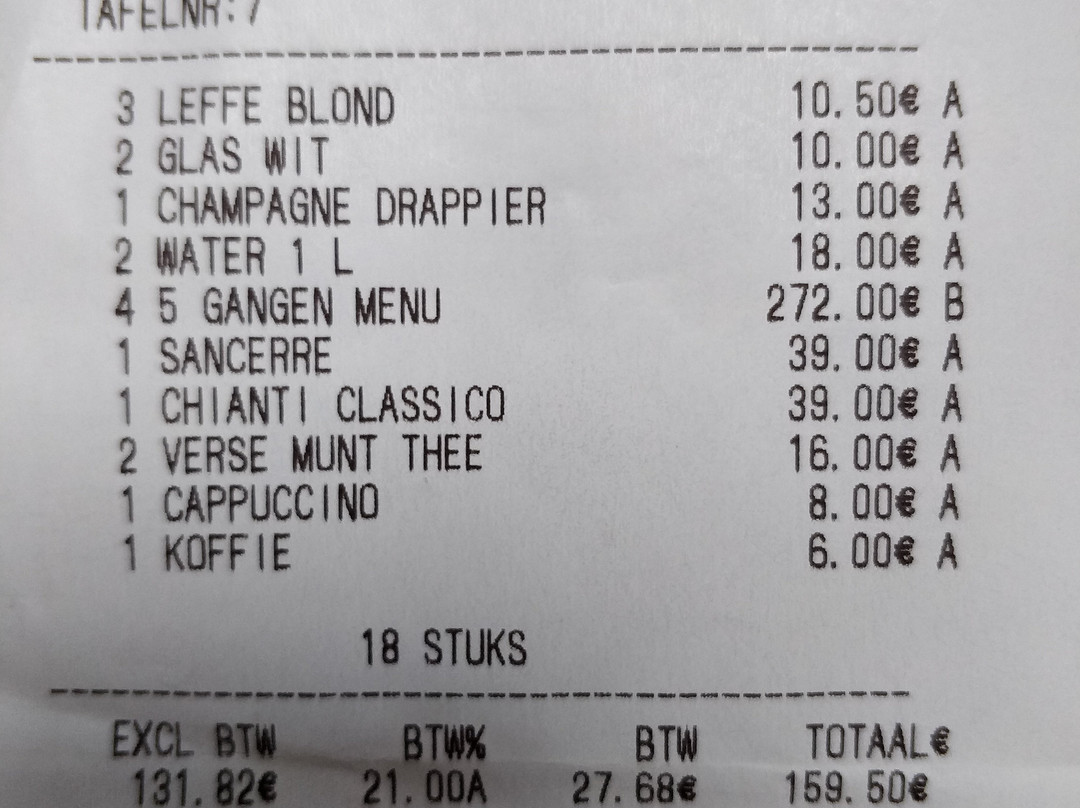 TAFELNR: 7
3 LEFFE BLOND 10.50€ A
2 GLAS WIT 10.00€ A
1 CHAMPAGNE DRAPPIER 13.00€ A
2 WATER 1 L 18.00€ A
4 5 GANGEN MENU 272.00€ B
1 SANCERRE 39.00€ A
1 CHIANTI CLASSICO 39.00€ A
2 VERSE MUNT THEE 16.00€ A
1 CAPPUCCINO 8.00€ A
1 KOFFIE 6.00€ A
18 STUKS
EXCL BTW BTW% BTW TOTAAL€
131.82€ 21.00A 27.68€ 159.50€